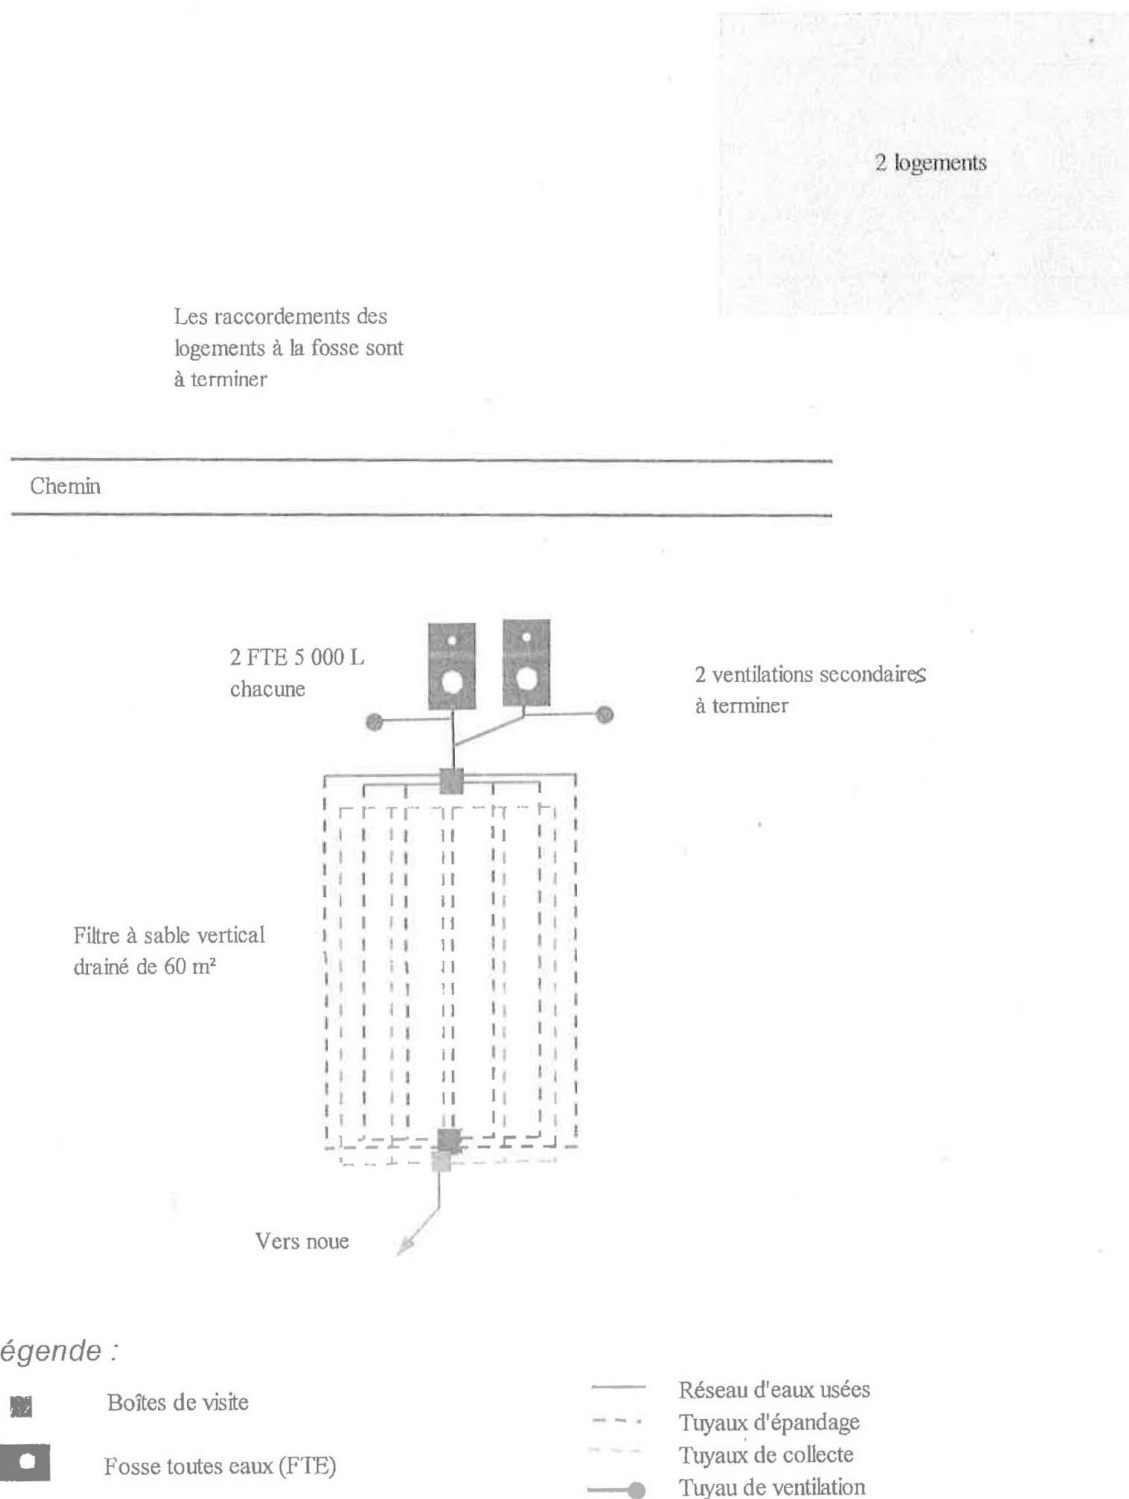 2 logements
Les raccordements des
logements à la fosse sont
à terminer
Chemin
2 FTE 5 000 L
chacune
2 ventilations secondaires
à terminer
Filtre à sable vertical
drainé de 60 m²
Vers noue
égende :
Boîtes de visite
Fosse toutes eaux (FTE)
Réseau d'eaux usées
Tuyaux d'épandage
Tuyaux de collecte
Tuyau de ventilation